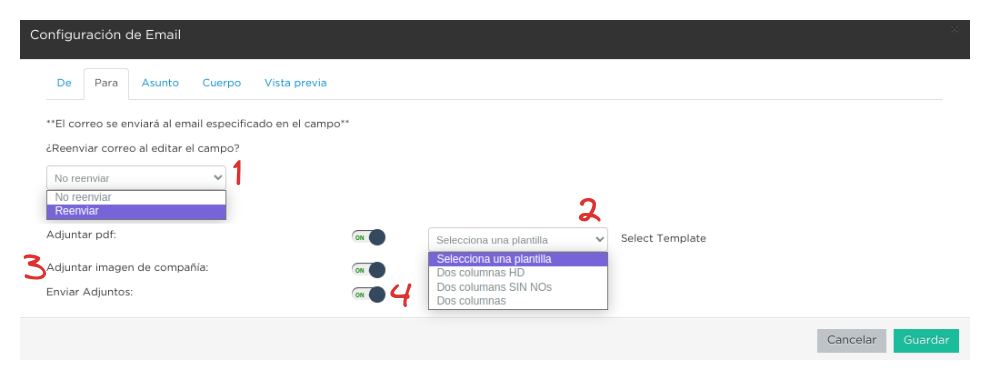 Configuración de Email
×
De Para Asunto Cuerpo Vista previa
**El correo se enviará al email especificado en el campo**
¿Reenviar correo al editar el campo?
No reenviar 1
No reenviar
Reenviar
2
Adjuntar pdf: ON Selecciona una plantilla Select Template
Selecciona una plantilla
3 Adjuntar imagen de compañía: ON
Dos columnas HD
Dos columans SIN NOs
Enviar Adjuntos: ON 4
Dos columnas
Cancelar Guardar